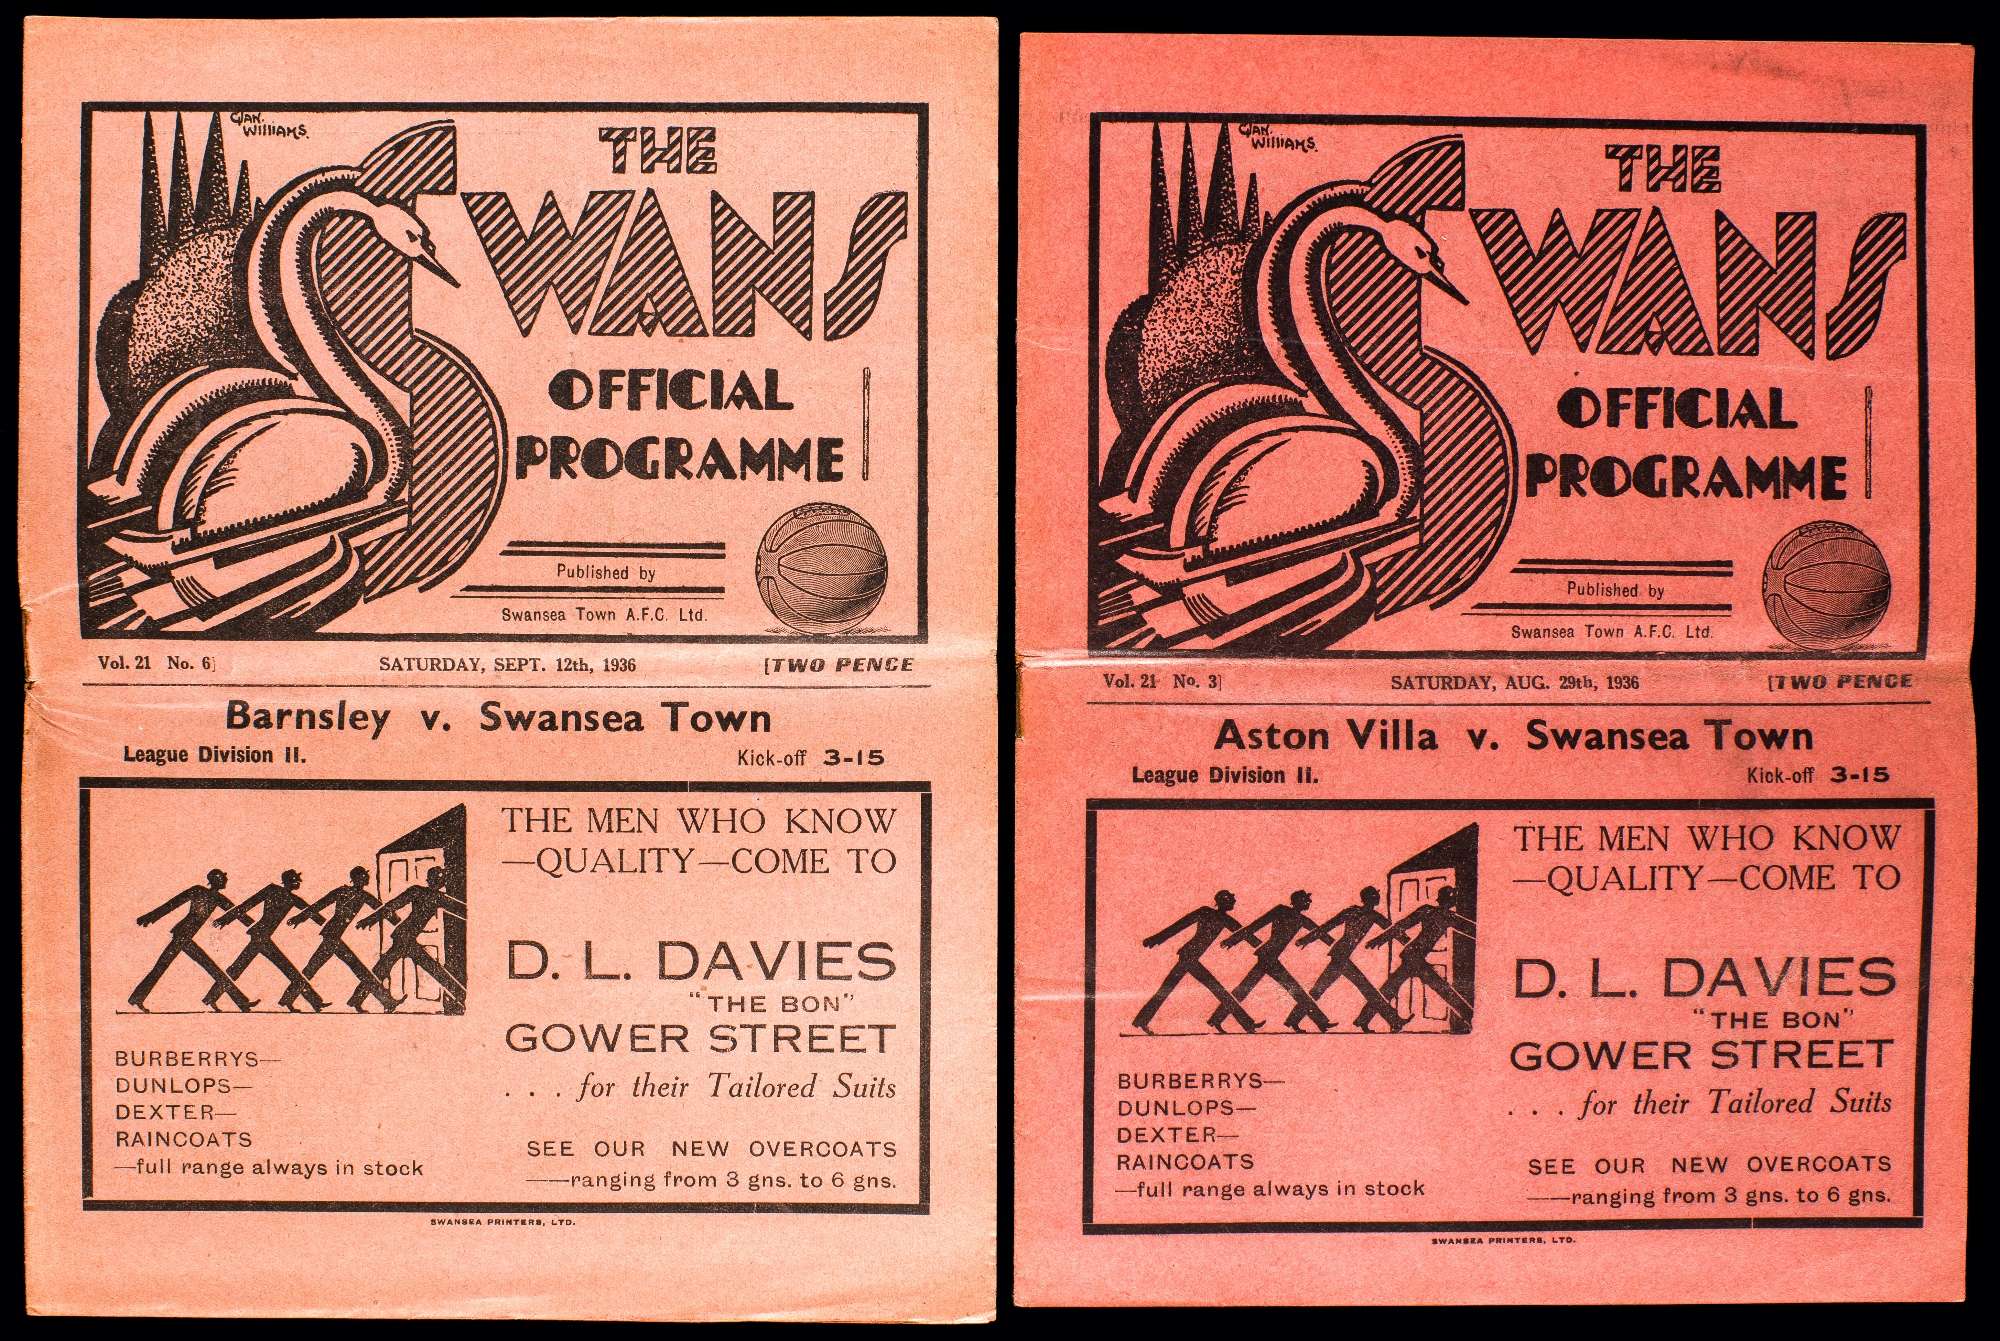 GJAN.
WILLIAMS.
THE
SWANS
OFFICIAL
PROGRAMME
Published by
Swansea Town A.F.C. Ltd.
Vol. 21 No. 6]
SATURDAY, SEPT. 12th, 1936
[TWO PENCE
Barnsley v. Swansea Town
League Division II.
Kick-off 3-15
THE MEN WHO KNOW
—QUALITY—COME TO
D. L. DAVIES
"THE BON"
GOWER STREET
. . . for their Tailored Suits
BURBERRYS—
DUNLOPS—
DEXTER—
RAINCOATS
—full range always in stock
SEE OUR NEW OVERCOATS
——ranging from 3 gns. to 6 gns.
SWANSEA PRINTERS, LTD.
GJAN.
WILLIAMS.
THE
SWANS
OFFICIAL
PROGRAMME
Published by
Swansea Town A.F.C. Ltd.
Vol. 21 No. 3]
SATURDAY, AUG. 29th, 1936
[TWO PENCE
Aston Villa v. Swansea Town
League Division II.
Kick-off 3-15
THE MEN WHO KNOW
—QUALITY—COME TO
D. L. DAVIES
"THE BON"
GOWER STREET
. . . for their Tailored Suits
BURBERRYS—
DUNLOPS—
DEXTER—
RAINCOATS
—full range always in stock
SEE OUR NEW OVERCOATS
——ranging from 3 gns. to 6 gns.
SWANSEA PRINTERS, LTD.